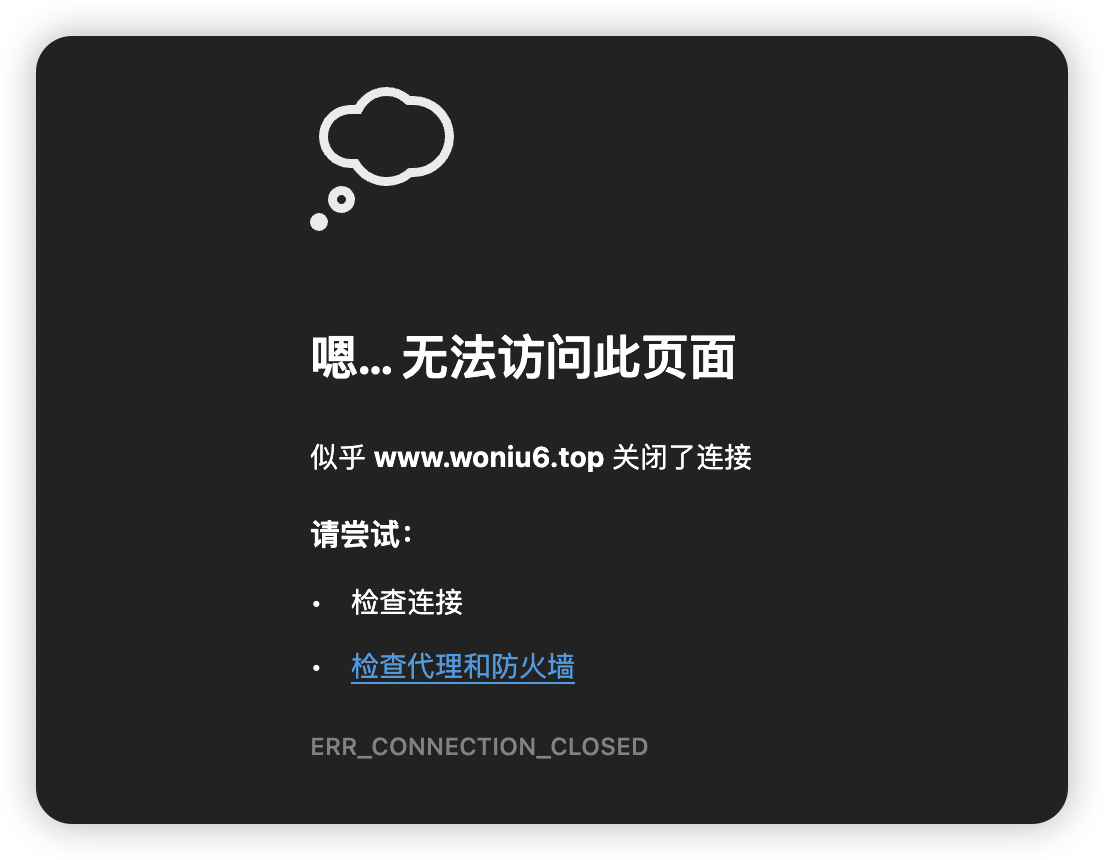 嗯... 无法访问此页面
似乎 www.woniu6.top 关闭了连接
请尝试：
• 检查连接
• 检查代理和防火墙
ERR_CONNECTION_CLOSED